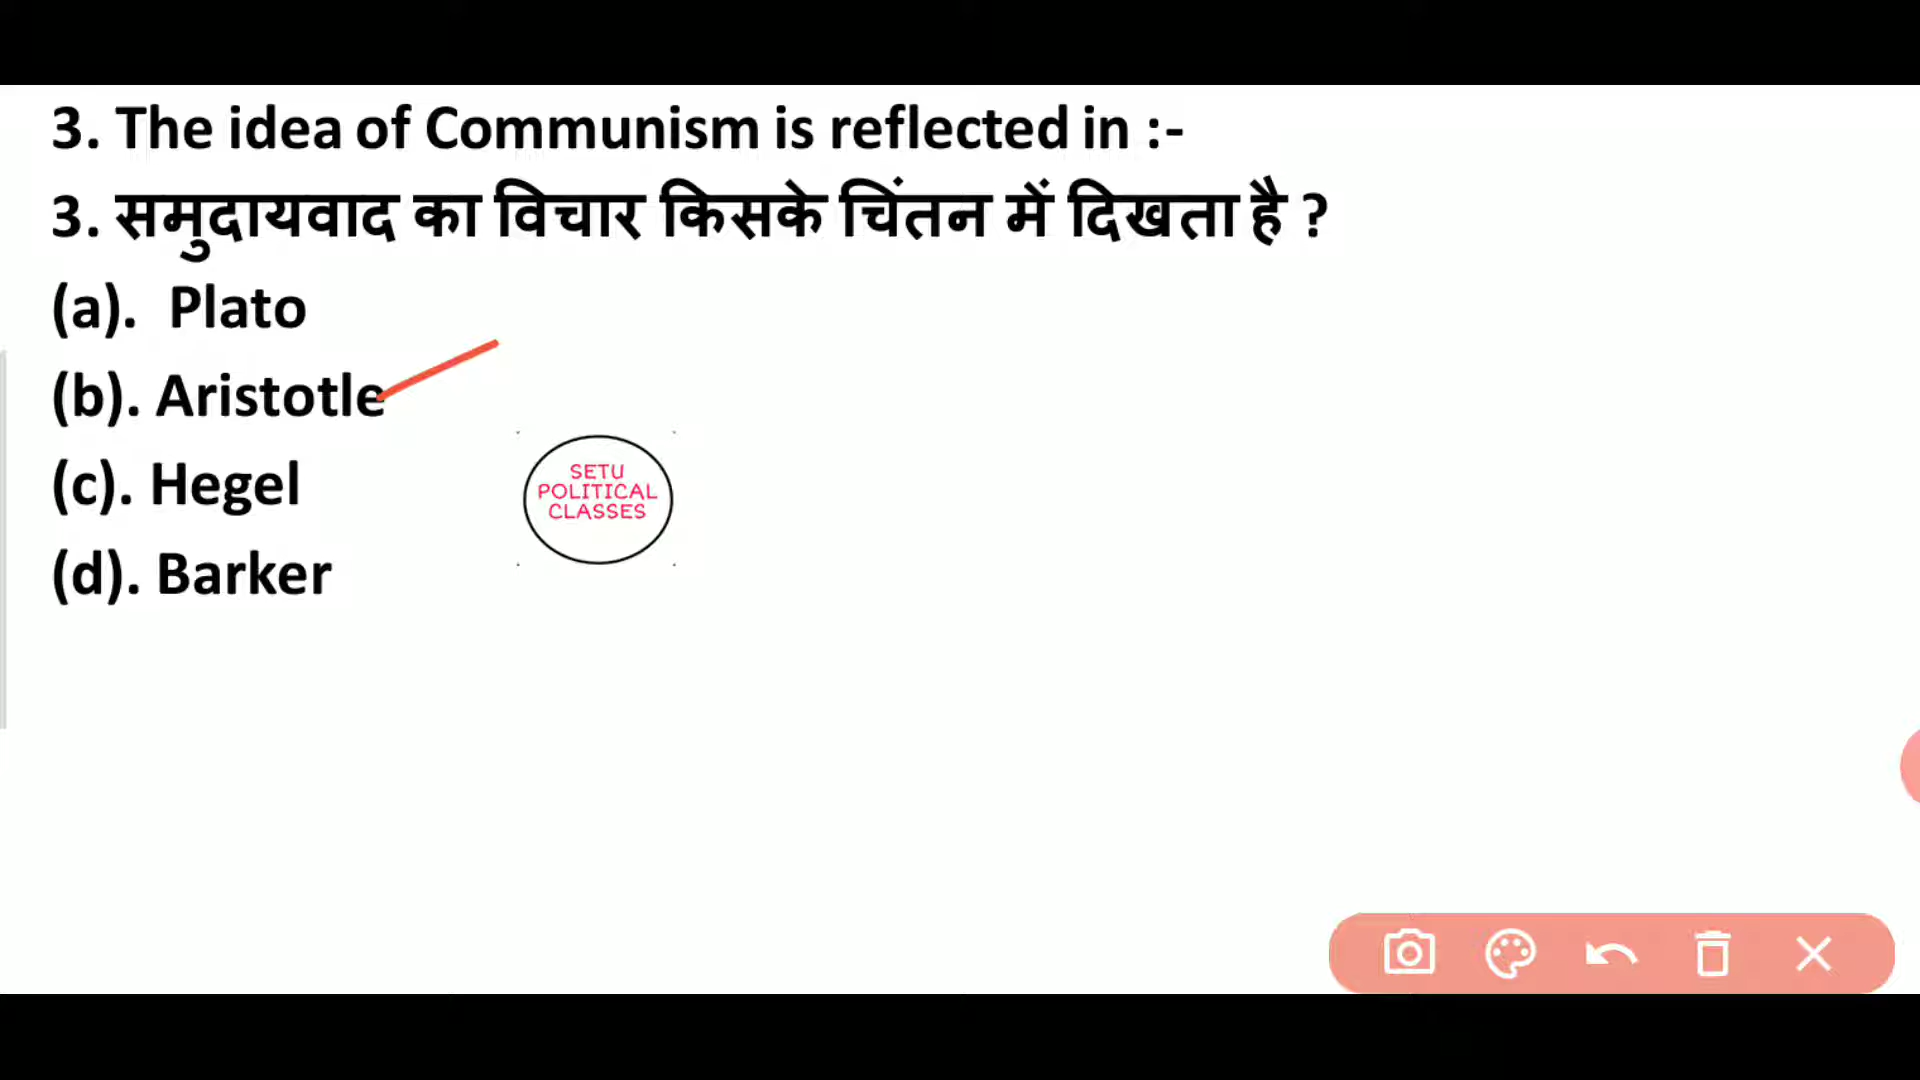 3. The idea of Communism is reflected in :-
3. समुदायवाद का विचार किसके चिंतन में दिखता है ?
(a). Plato
(b). Aristotle
(c). Hegel
(d). Barker
SETU
POLITICAL
CLASSES